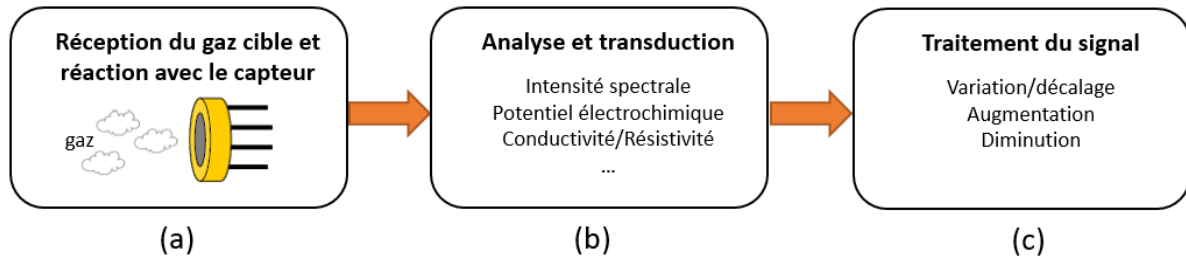 Réception du gaz cible et
réaction avec le capteur
gaz
Analyse et transduction
Intensité spectrale
Potentiel électrochimique
Conductivité/Résistivité
...
Traitement du signal
Variation/décalage
Augmentation
Diminution
(a)
(b)
(c)